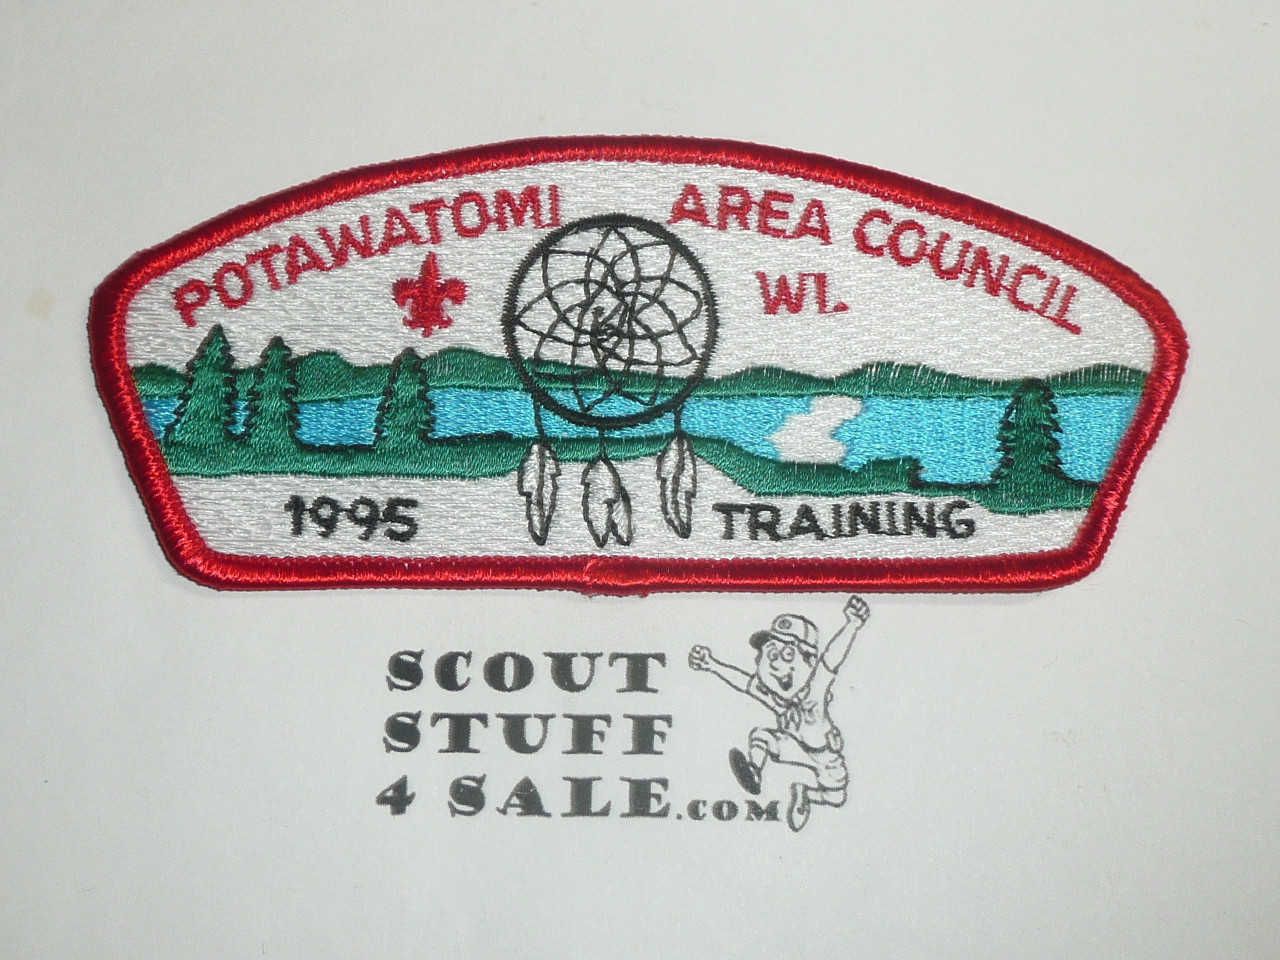 POTAWATOMI AREA COUNCIL
WI.
1995 TRAINING
SCOUT
STUFF
4 SALE.COM